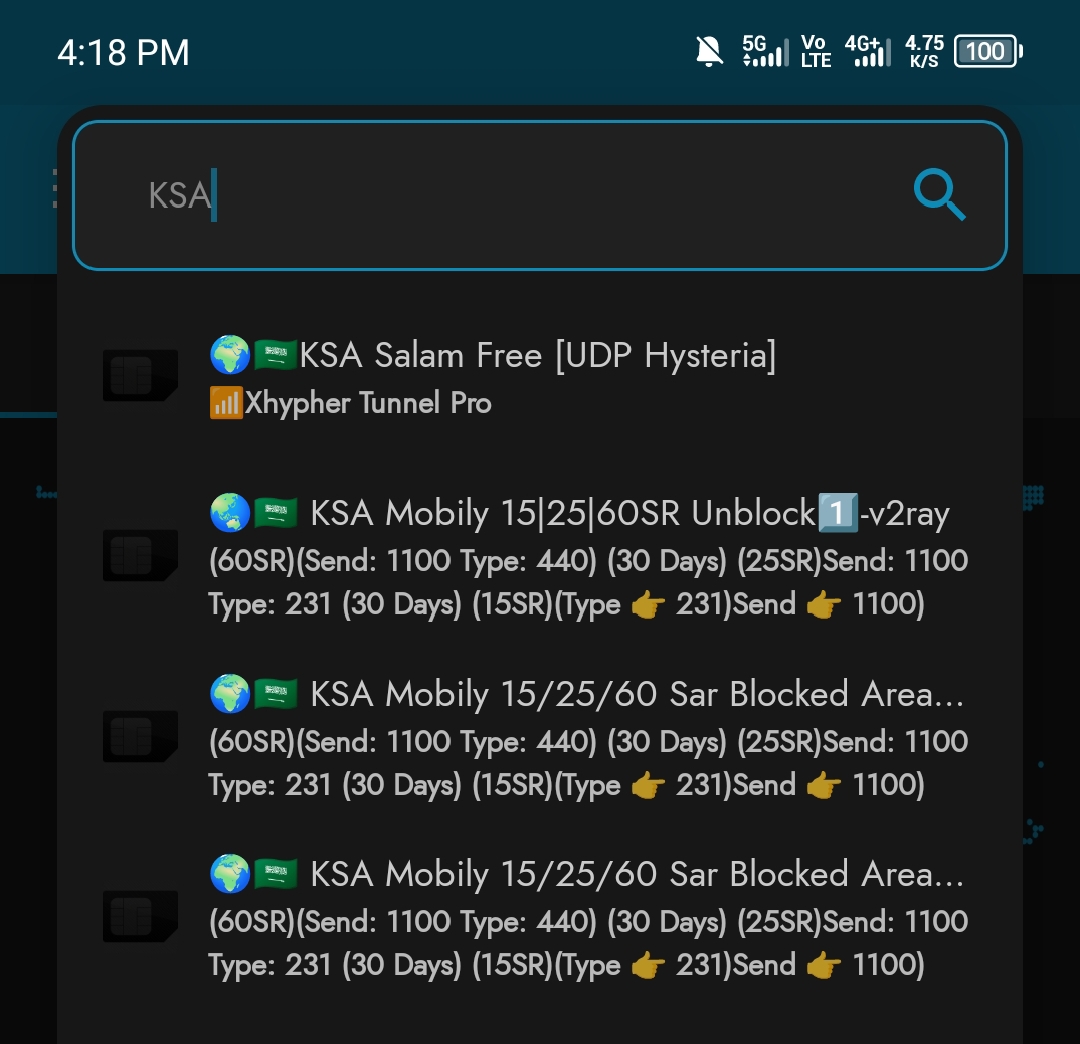 4:18 PM 5G Vo LTE 4G+ 4.75 K/S 100
KSA
🌍🇸🇦KSA Salam Free [UDP Hysteria]
📶Xhypher Tunnel Pro
🌏🇸🇦 KSA Mobily 15|25|60SR Unblock1️⃣-v2ray
(60SR)(Send: 1100 Type: 440) (30 Days) (25SR)Send: 1100
Type: 231 (30 Days) (15SR)(Type 👉 231)Send 👉 1100)
🌍🇸🇦 KSA Mobily 15/25/60 Sar Blocked Area...
(60SR)(Send: 1100 Type: 440) (30 Days) (25SR)Send: 1100
Type: 231 (30 Days) (15SR)(Type 👉 231)Send 👉 1100)
🌍🇸🇦 KSA Mobily 15/25/60 Sar Blocked Area...
(60SR)(Send: 1100 Type: 440) (30 Days) (25SR)Send: 1100
Type: 231 (30 Days) (15SR)(Type 👉 231)Send 👉 1100)